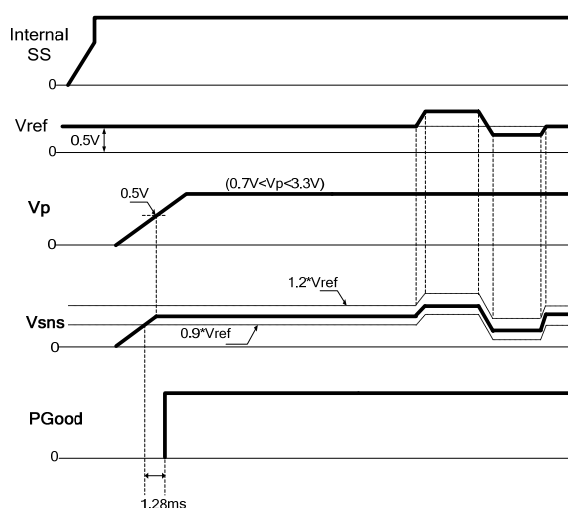 Internal
SS
0
Vref
0.5V
0
(0.7V<Vp<3.3V)
0.5V
Vp
0
1.2*Vref
Vsns
0.9*Vref
0
PGood
0
1.28ms